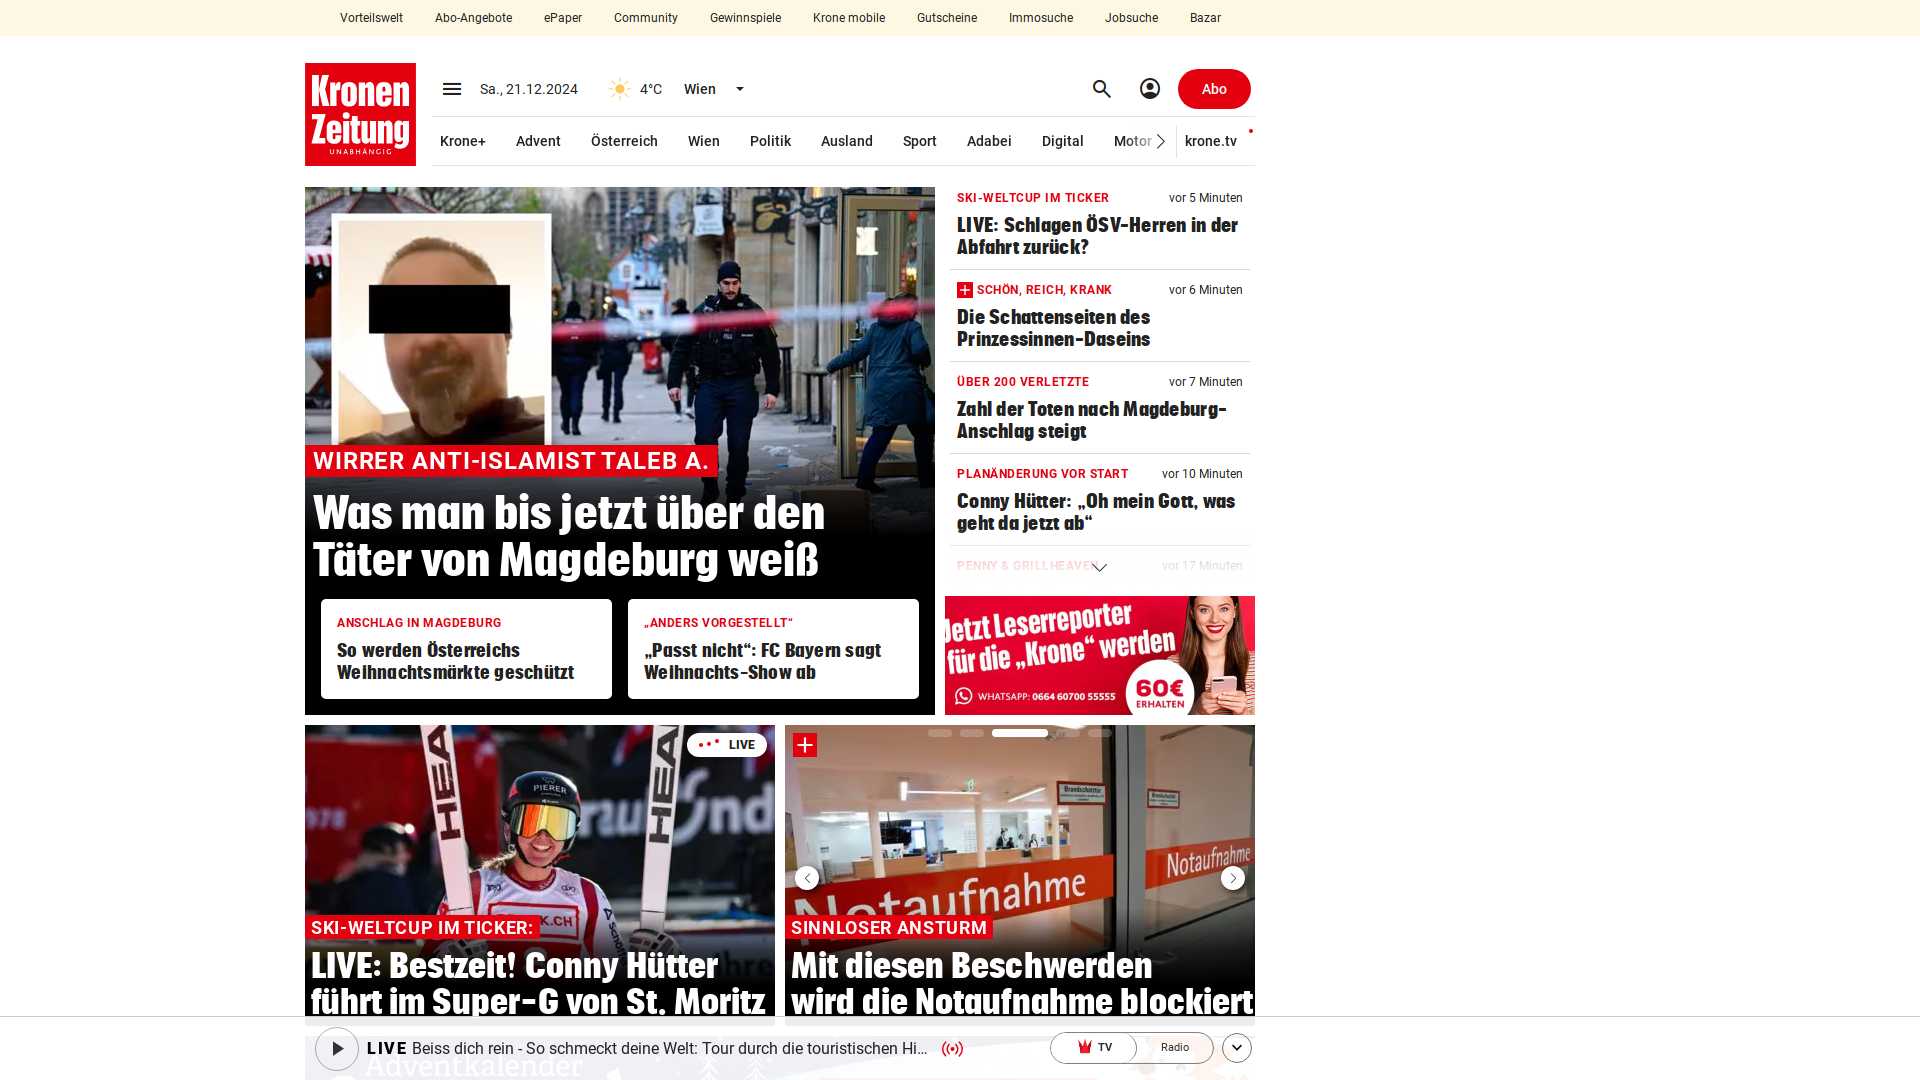 Vorteilswelt Abo-Angebote ePaper Community Gewinnspiele Krone mobile Gutscheine Immosuche Jobsuche Bazar
Kronen
Zeitung
UNABHÄNGIG
Sa., 21.12.2024 4°C Wien
Abo
Krone+ Advent Österreich Wien Politik Ausland Sport Adabei Digital Motor krone.tv
WIRRER ANTI-ISLAMIST TALEB A.
Was man bis jetzt über den
Täter von Magdeburg weiß
ANSCHLAG IN MAGDEBURG
So werden Österreichs
Weihnachtsmärkte geschützt
„ANDERS VORGESTELLT“
„Passt nicht“: FC Bayern sagt
Weihnachts-Show ab
SKI-WELTCUP IM TICKER vor 5 Minuten
LIVE: Schlagen ÖSV-Herren in der
Abfahrt zurück?
SCHÖN, REICH, KRANK vor 6 Minuten
Die Schattenseiten des
Prinzessinnen-Daseins
ÜBER 200 VERLETZTE vor 7 Minuten
Zahl der Toten nach Magdeburg-
Anschlag steigt
PLANÄNDERUNG VOR START vor 10 Minuten
Conny Hütter: „Oh mein Gott, was
geht da jetzt ab“
PENNY & GRILLHEAVEN vor 17 Minuten
Jetzt Leserreporter
für die „Krone“ werden
WHATSAPP: 0664 60700 55555
60€
ERHALTEN
LIVE
HEA
HEA
PIERER
K.CH
SKI-WELTCUP IM TICKER:
LIVE: Bestzeit! Conny Hütter
führt im Super-G von St. Moritz
Brandschutztür
Notaufnahme
Notaufnahme
SINNLOSER ANSTURM
Mit diesen Beschwerden
wird die Notaufnahme blockiert
LIVE Beiss dich rein - So schmeckt deine Welt: Tour durch die touristischen Hi...
TV
Radio
Adventkalender